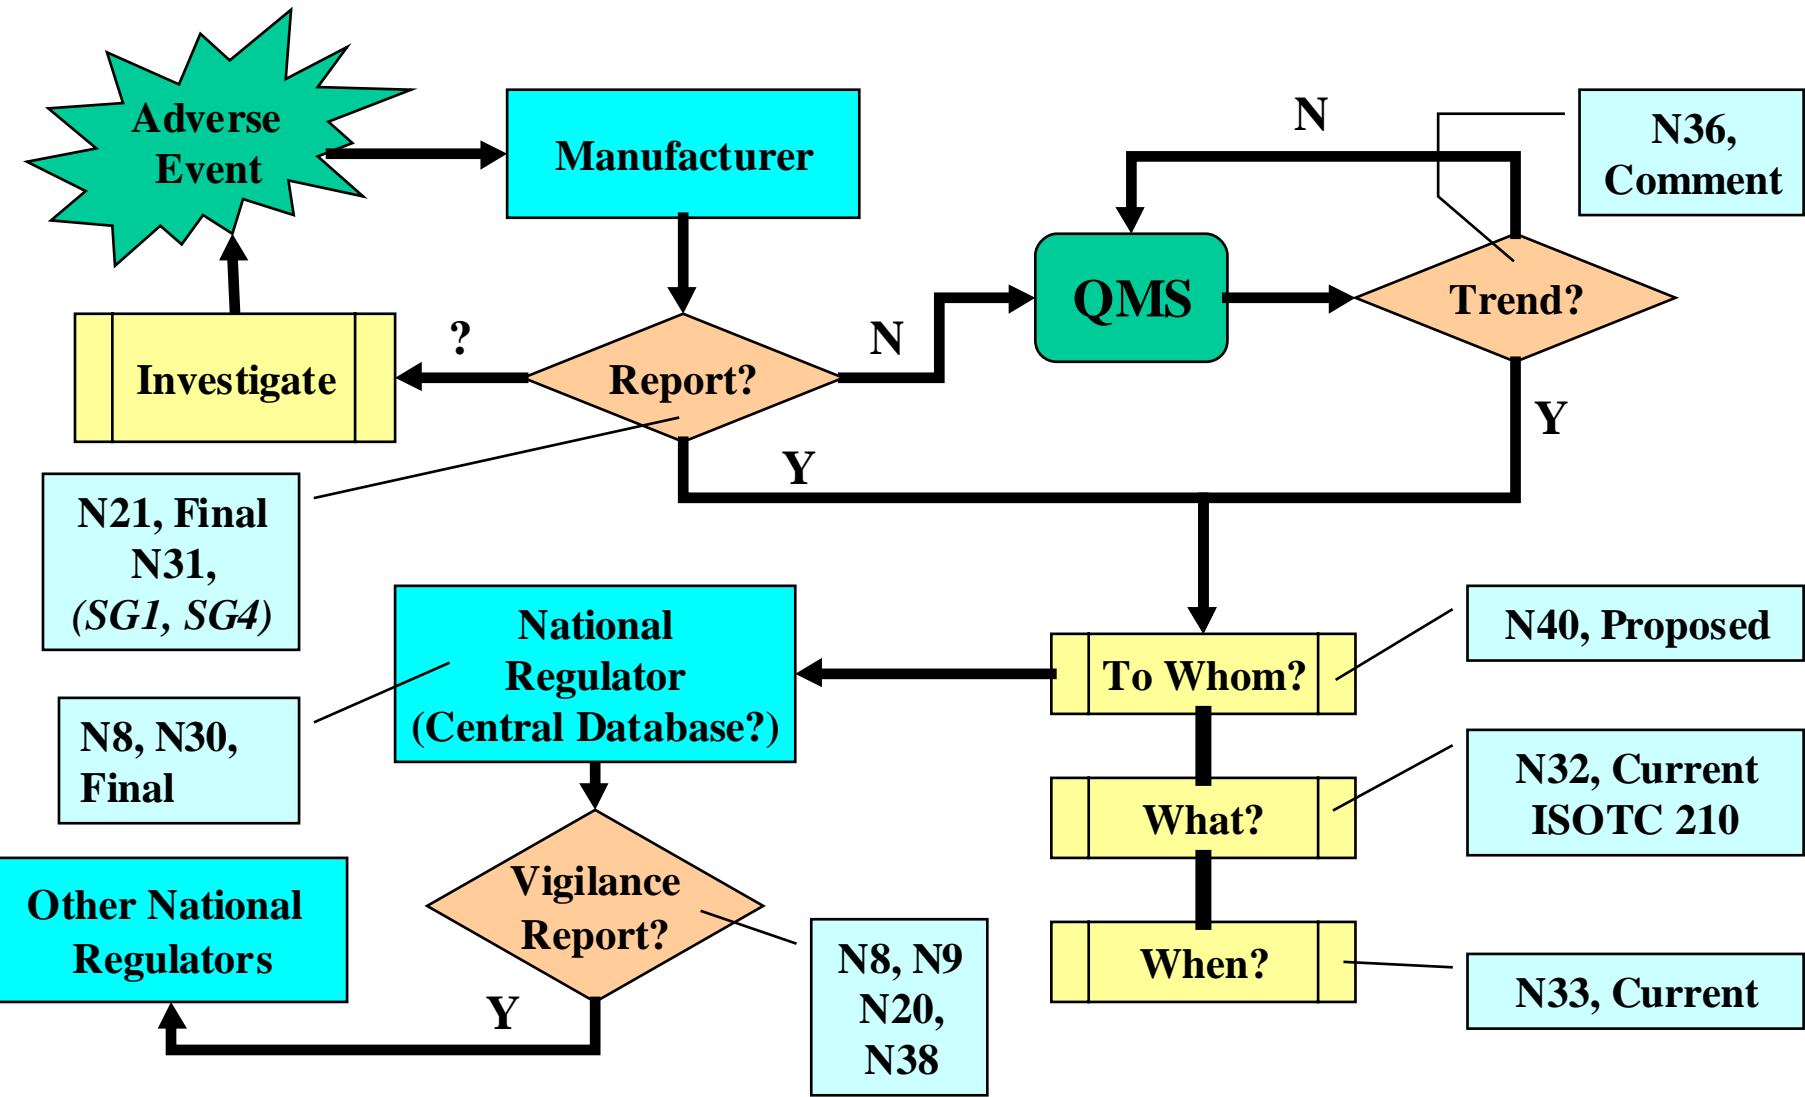 Adverse
Event
Manufacturer
N
N36,
Comment
QMS
Trend?
?
N
Investigate
Report?
Y
Y
N21, Final
N31,
(SG1, SG4)
National
Regulator
(Central Database?)
To Whom?
N40, Proposed
N8, N30,
Final
What?
N32, Current
ISOTC 210
Vigilance
Report?
Other National
Regulators
N8, N9
N20,
N38
When?
N33, Current
Y